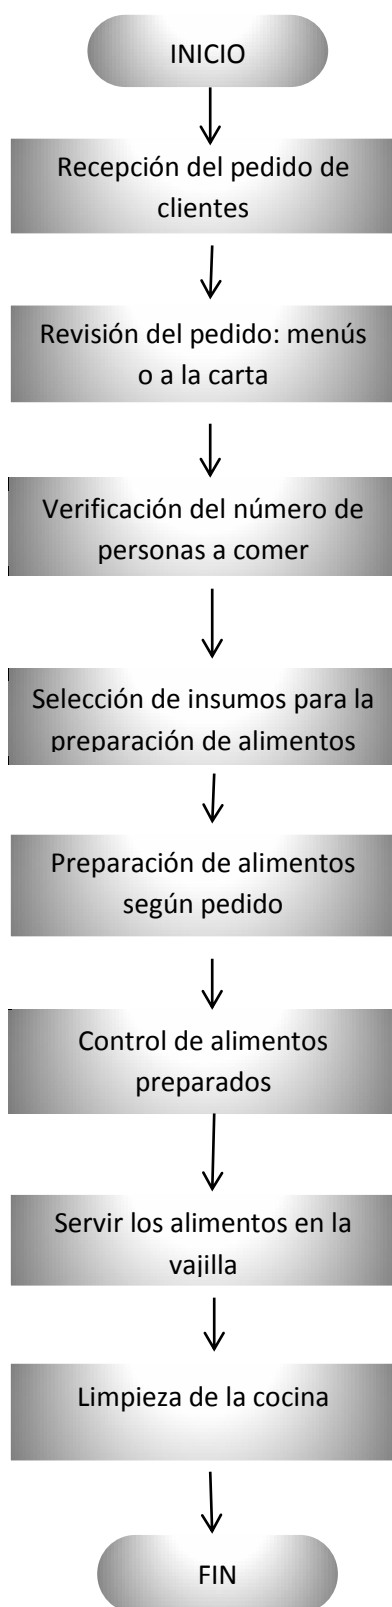 INICIO
Recepción del pedido de
clientes
Revisión del pedido: menús
o a la carta
Verificación del número de
personas a comer
Selección de insumos para la
preparación de alimentos
Preparación de alimentos
según pedido
Control de alimentos
preparados
Servir los alimentos en la
vajilla
Limpieza de la cocina
FIN